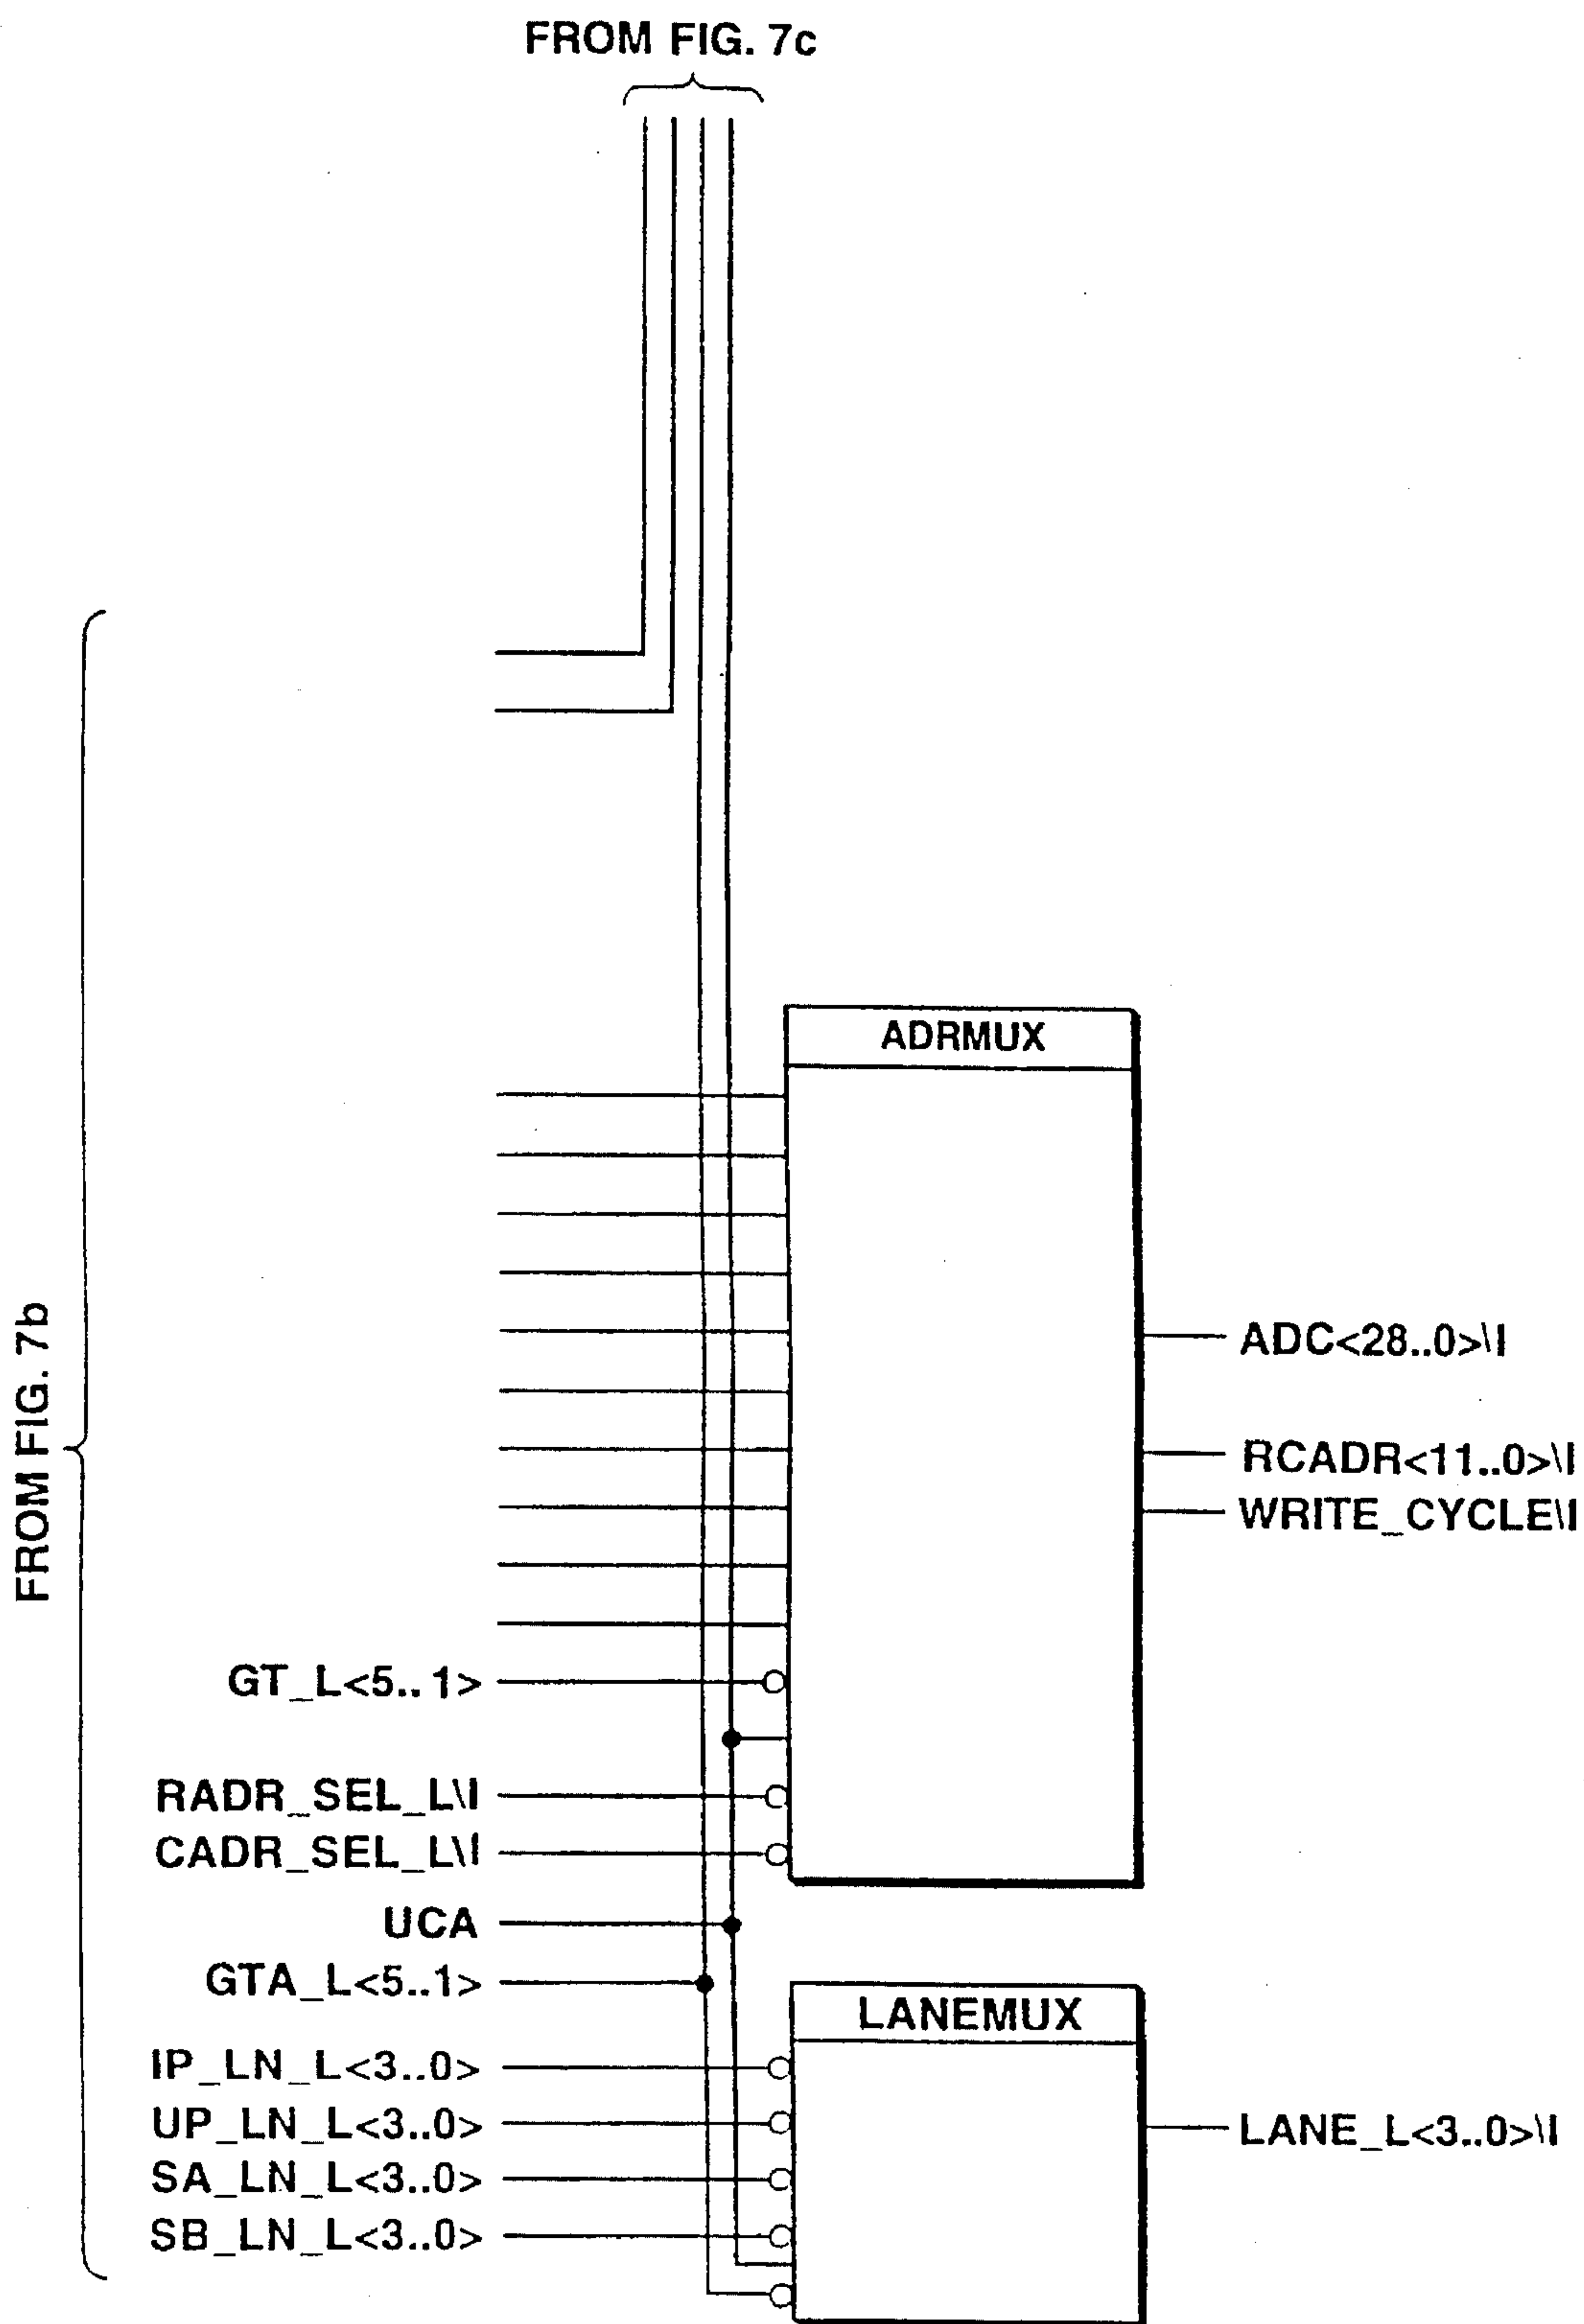 FROM FIG. 7c
FROM FIG. 7b
ADRMUX
ADC<28..0>\I
RCADR<11..0>\I
WRITE_CYCLE\I
GT_L<5..1>
RADR_SEL_L\I
CADR_SEL_L\I
UCA
GTA_L<5..1>
LANEMUX
IP_LN_L<3..0>
UP_LN_L<3..0>
SA_LN_L<3..0>
SB_LN_L<3..0>
LANE_L<3..0>\I